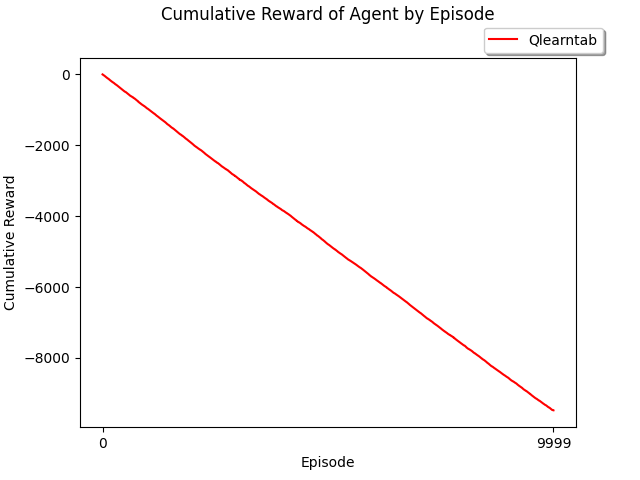 Cumulative Reward of Agent by Episode
Qlearntab
0
−2000
−4000
−6000
−8000
Cumulative Reward
0
9999
Episode